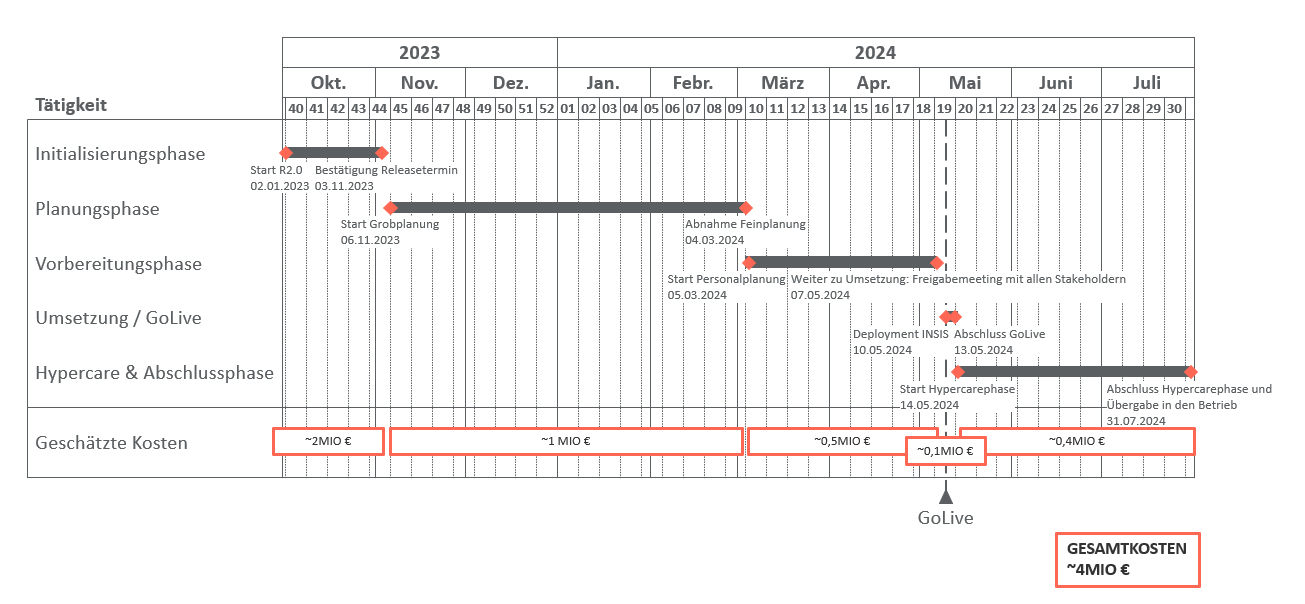 2023 2024
Okt. Nov. Dez. Jan. Febr. März Apr. Mai Juni Juli
Tätigkeit
40 41 42 43 44 45 46 47 48 49 50 51 52 01 02 03 04 05 06 07 08 09 10 11 12 13 14 15 16 17 18 19 20 21 22 23 24 25 26 27 28 29 30
Initialisierungsphase
Start R2.0 Bestätigung Releasetermin
02.01.2023 03.11.2023
Planungsphase
Start Grobplanung Abnahme Feinplanung
06.11.2023 04.03.2024
Vorbereitungsphase
Start Personalplanung Weiter zu Umsetzung: Freigabemeeting mit allen Stakeholdern
05.03.2024 07.05.2024
Umsetzung / GoLive
Deployment INSIS Abschluss GoLive
10.05.2024 13.05.2024
Hypercare & Abschlussphase
Start Hypercarephase Abschluss Hypercarephase und
14.05.2024 Übergabe in den Betrieb
31.07.2024
Geschätzte Kosten
~2MIO € ~1 MIO € ~0,5MIO € ~0,4MIO €
~0,1MIO €
GoLive
GESAMTKOSTEN
~4MIO €